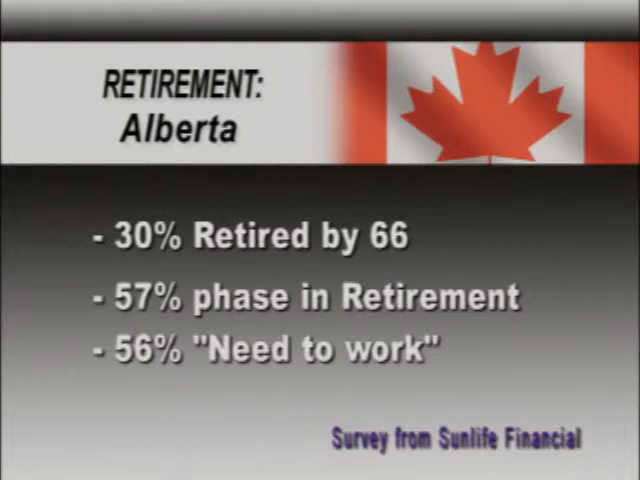 RETIREMENT:
Alberta
- 30% Retired by 66
- 57% phase in Retirement
- 56% "Need to work"
Survey from Sunlife Financial